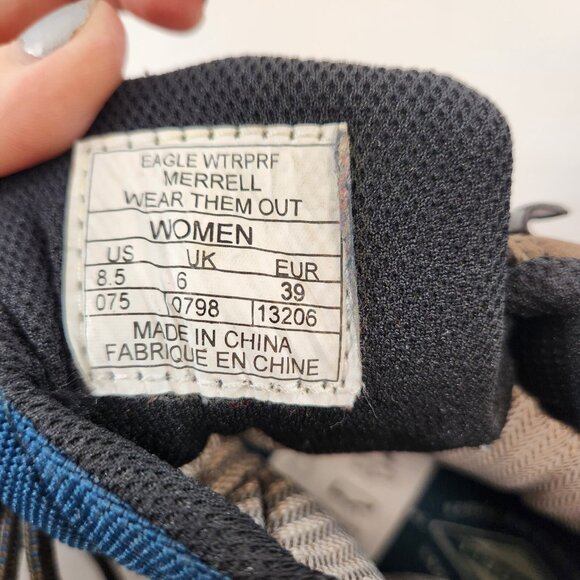 EAGLE WTRPRF
MERRELL
WEAR THEM OUT
WOMEN
US UK EUR
8.5 6 39
075 0798 13206
MADE IN CHINA
FABRIQUE EN CHINE